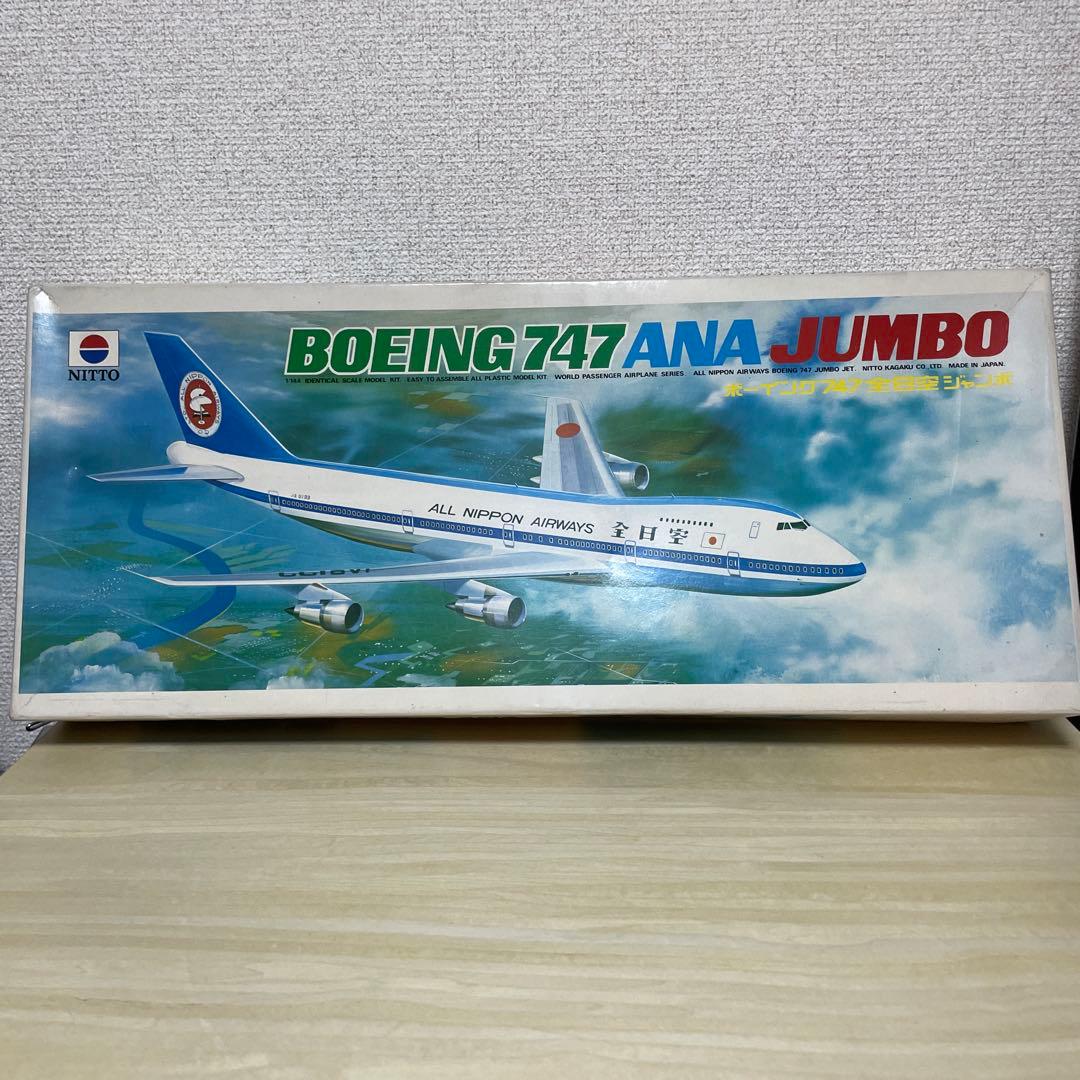 NITTO
BOEING 747 ANA JUMBO
1/144 IDENTICAL SCALE MODEL KIT. EASY TO ASSEMBLE ALL PLASTIC MODEL KIT. WORLD PASSENGER AIRPLANE SERIES ALL NIPPON AIRWAYS BOEING 747 JUMBO JET. NITTO KAGAKU CO., LTD. MADE IN JAPAN.
ボーイング747全日空ジャンボ
NIPPON AIRWAYS
ALL NIPPON AIRWAYS 全日空